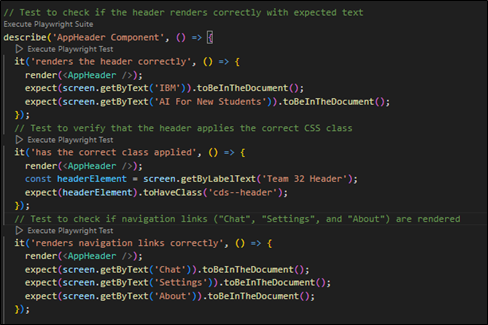 // Test to check if the header renders correctly with expected text
Execute Playwright Suite
describe('AppHeader Component', () => {
Execute Playwright Test
it('renders the header correctly', () => {
render(<AppHeader />);
expect(screen.getByText('IBM')).toBeInTheDocument();
expect(screen.getByText('AI For New Students')).toBeInTheDocument();
});
// Test to verify that the header applies the correct CSS class
Execute Playwright Test
it('has the correct class applied', () => {
render(<AppHeader />);
const headerElement = screen.getByLabelText('Team 32 Header');
expect(headerElement).toHaveClass('cds--header');
});
// Test to check if navigation links ("Chat", "Settings", and "About") are rendered
Execute Playwright Test
it('renders navigation links correctly', () => {
render(<AppHeader />);
expect(screen.getByText('Chat')).toBeInTheDocument();
expect(screen.getByText('Settings')).toBeInTheDocument();
expect(screen.getByText('About')).toBeInTheDocument();
});